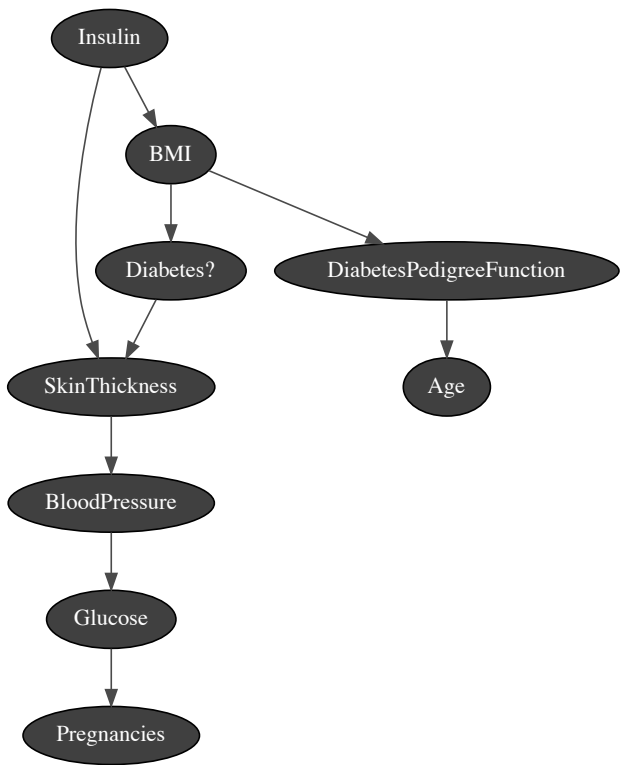 Insulin
BMI
Diabetes?
DiabetesPedigreeFunction
SkinThickness
Age
BloodPressure
Glucose
Pregnancies